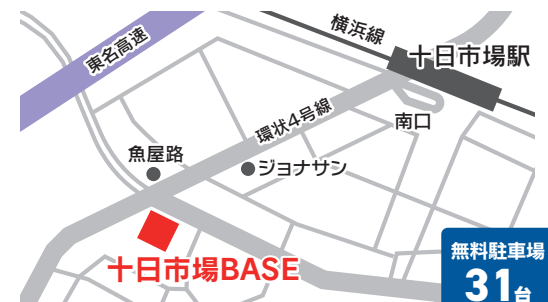 横浜線
東名高速
十日市場駅
環状4号線
南口
魚屋路
ジョナサン
十日市場BASE
無料駐車場
31台